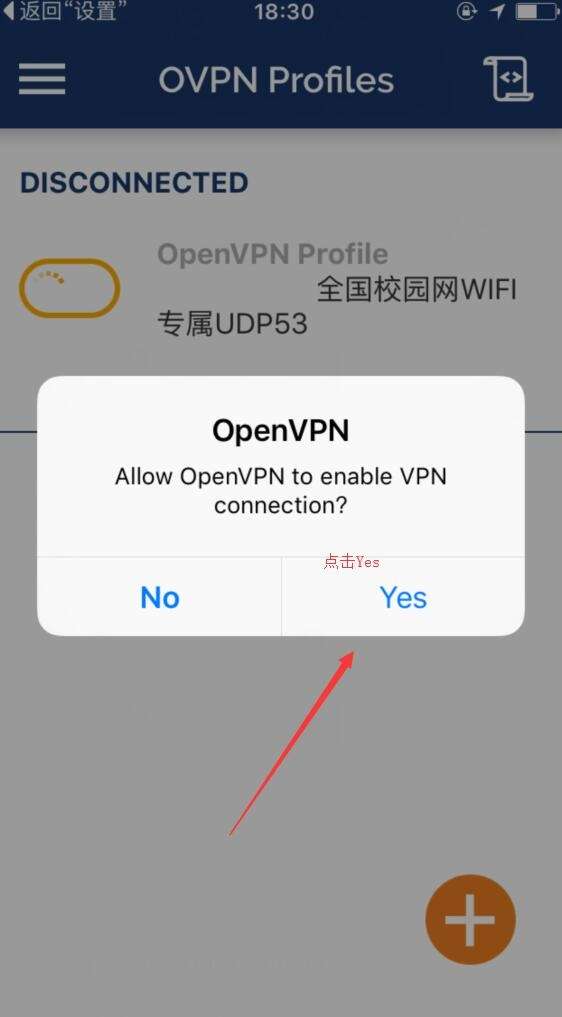 返回“设置” 18:30
OVPN Profiles
DISCONNECTED
OpenVPN Profile
全国校园网WIFI
专属UDP53
OpenVPN
Allow OpenVPN to enable VPN
connection?
点击Yes
No Yes